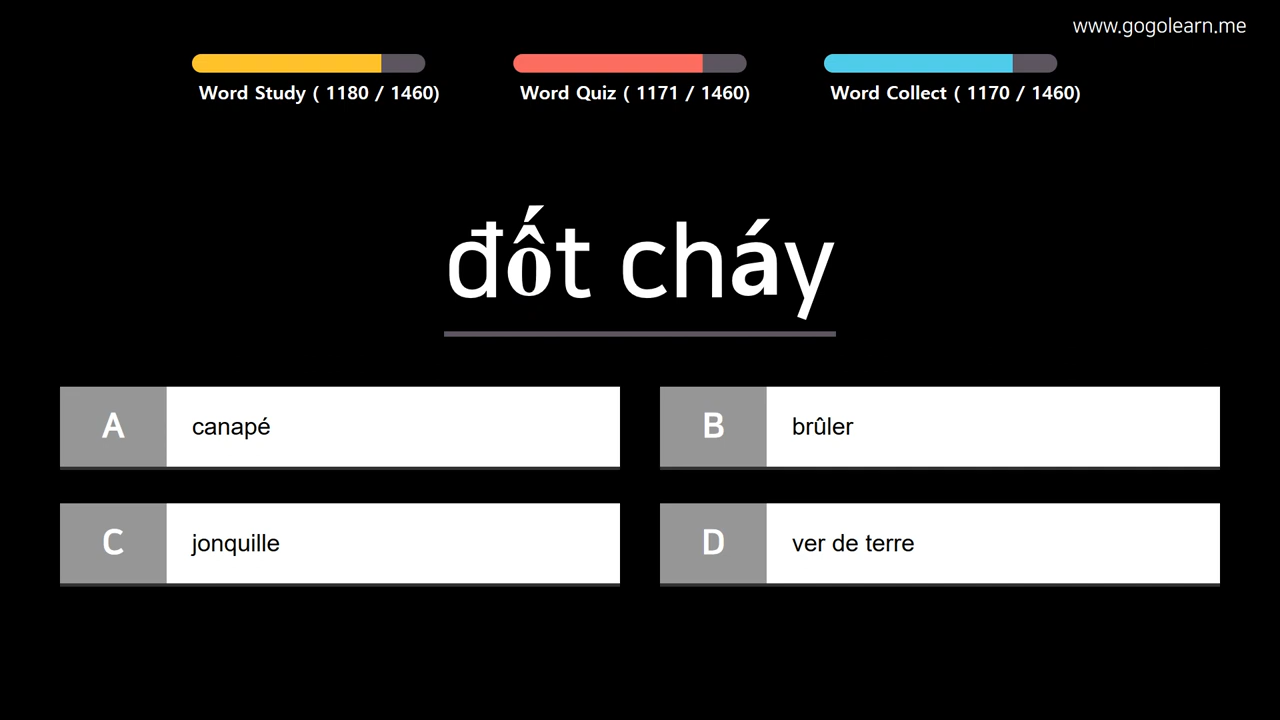 www.gogolearn.me
Word Study ( 1180 / 1460)
Word Quiz ( 1171 / 1460)
Word Collect ( 1170 / 1460)
đốt cháy
A canapé
B brûler
C jonquille
D ver de terre